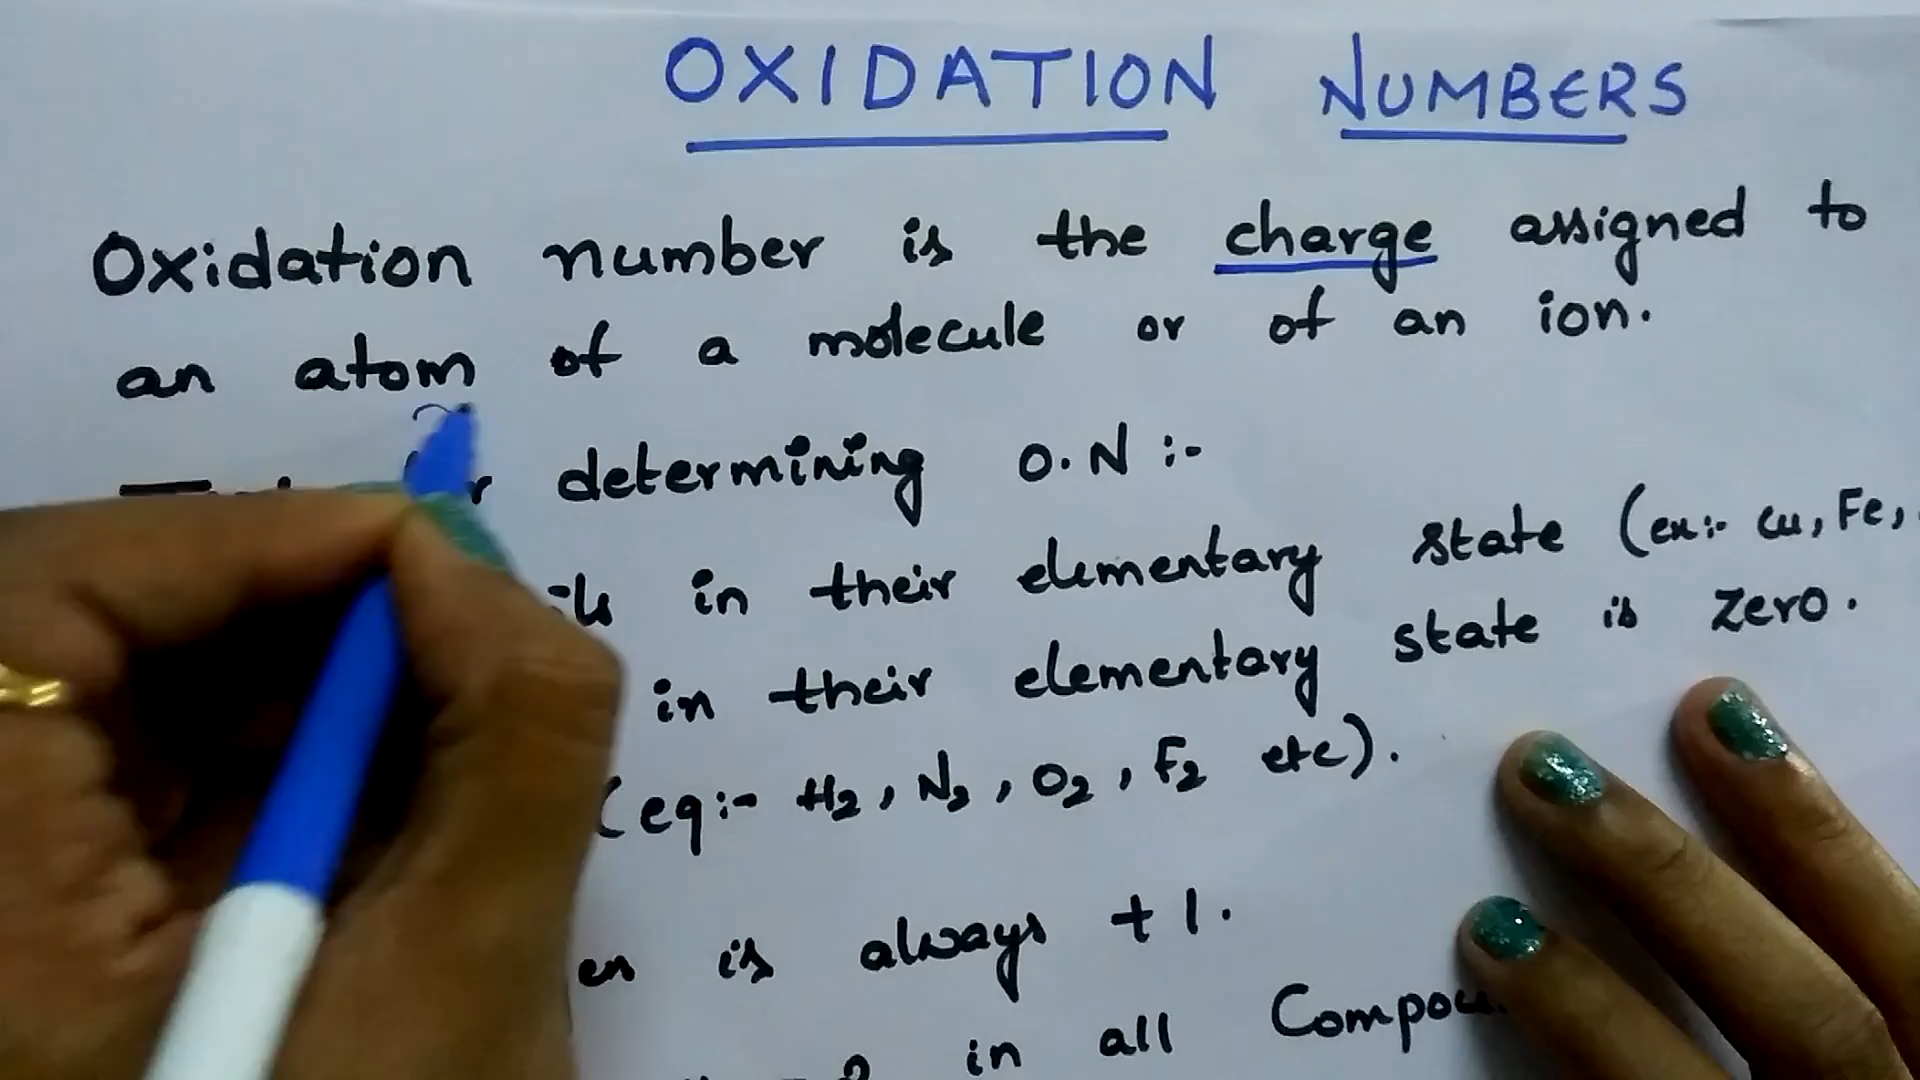 OXIDATION NUMBERS
Oxidation number is the charge assigned to
an atom of a molecule or of an ion.
determining O.N :-
in their elementary state (ex:- Cu, Fe,
in their elementary state is zero.
(eg:- H2, N2, O2, F2 etc).
is always +1.
in all